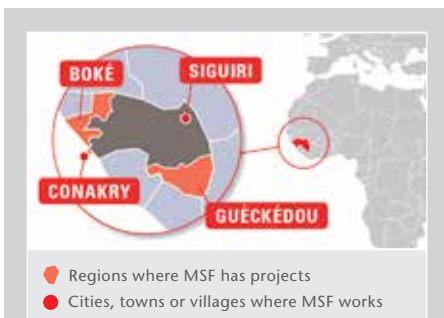 BOKÉ
SIGUIRI
CONAKRY
GUÉCKÉDOU
Regions where MSF has projects
Cities, towns or villages where MSF works